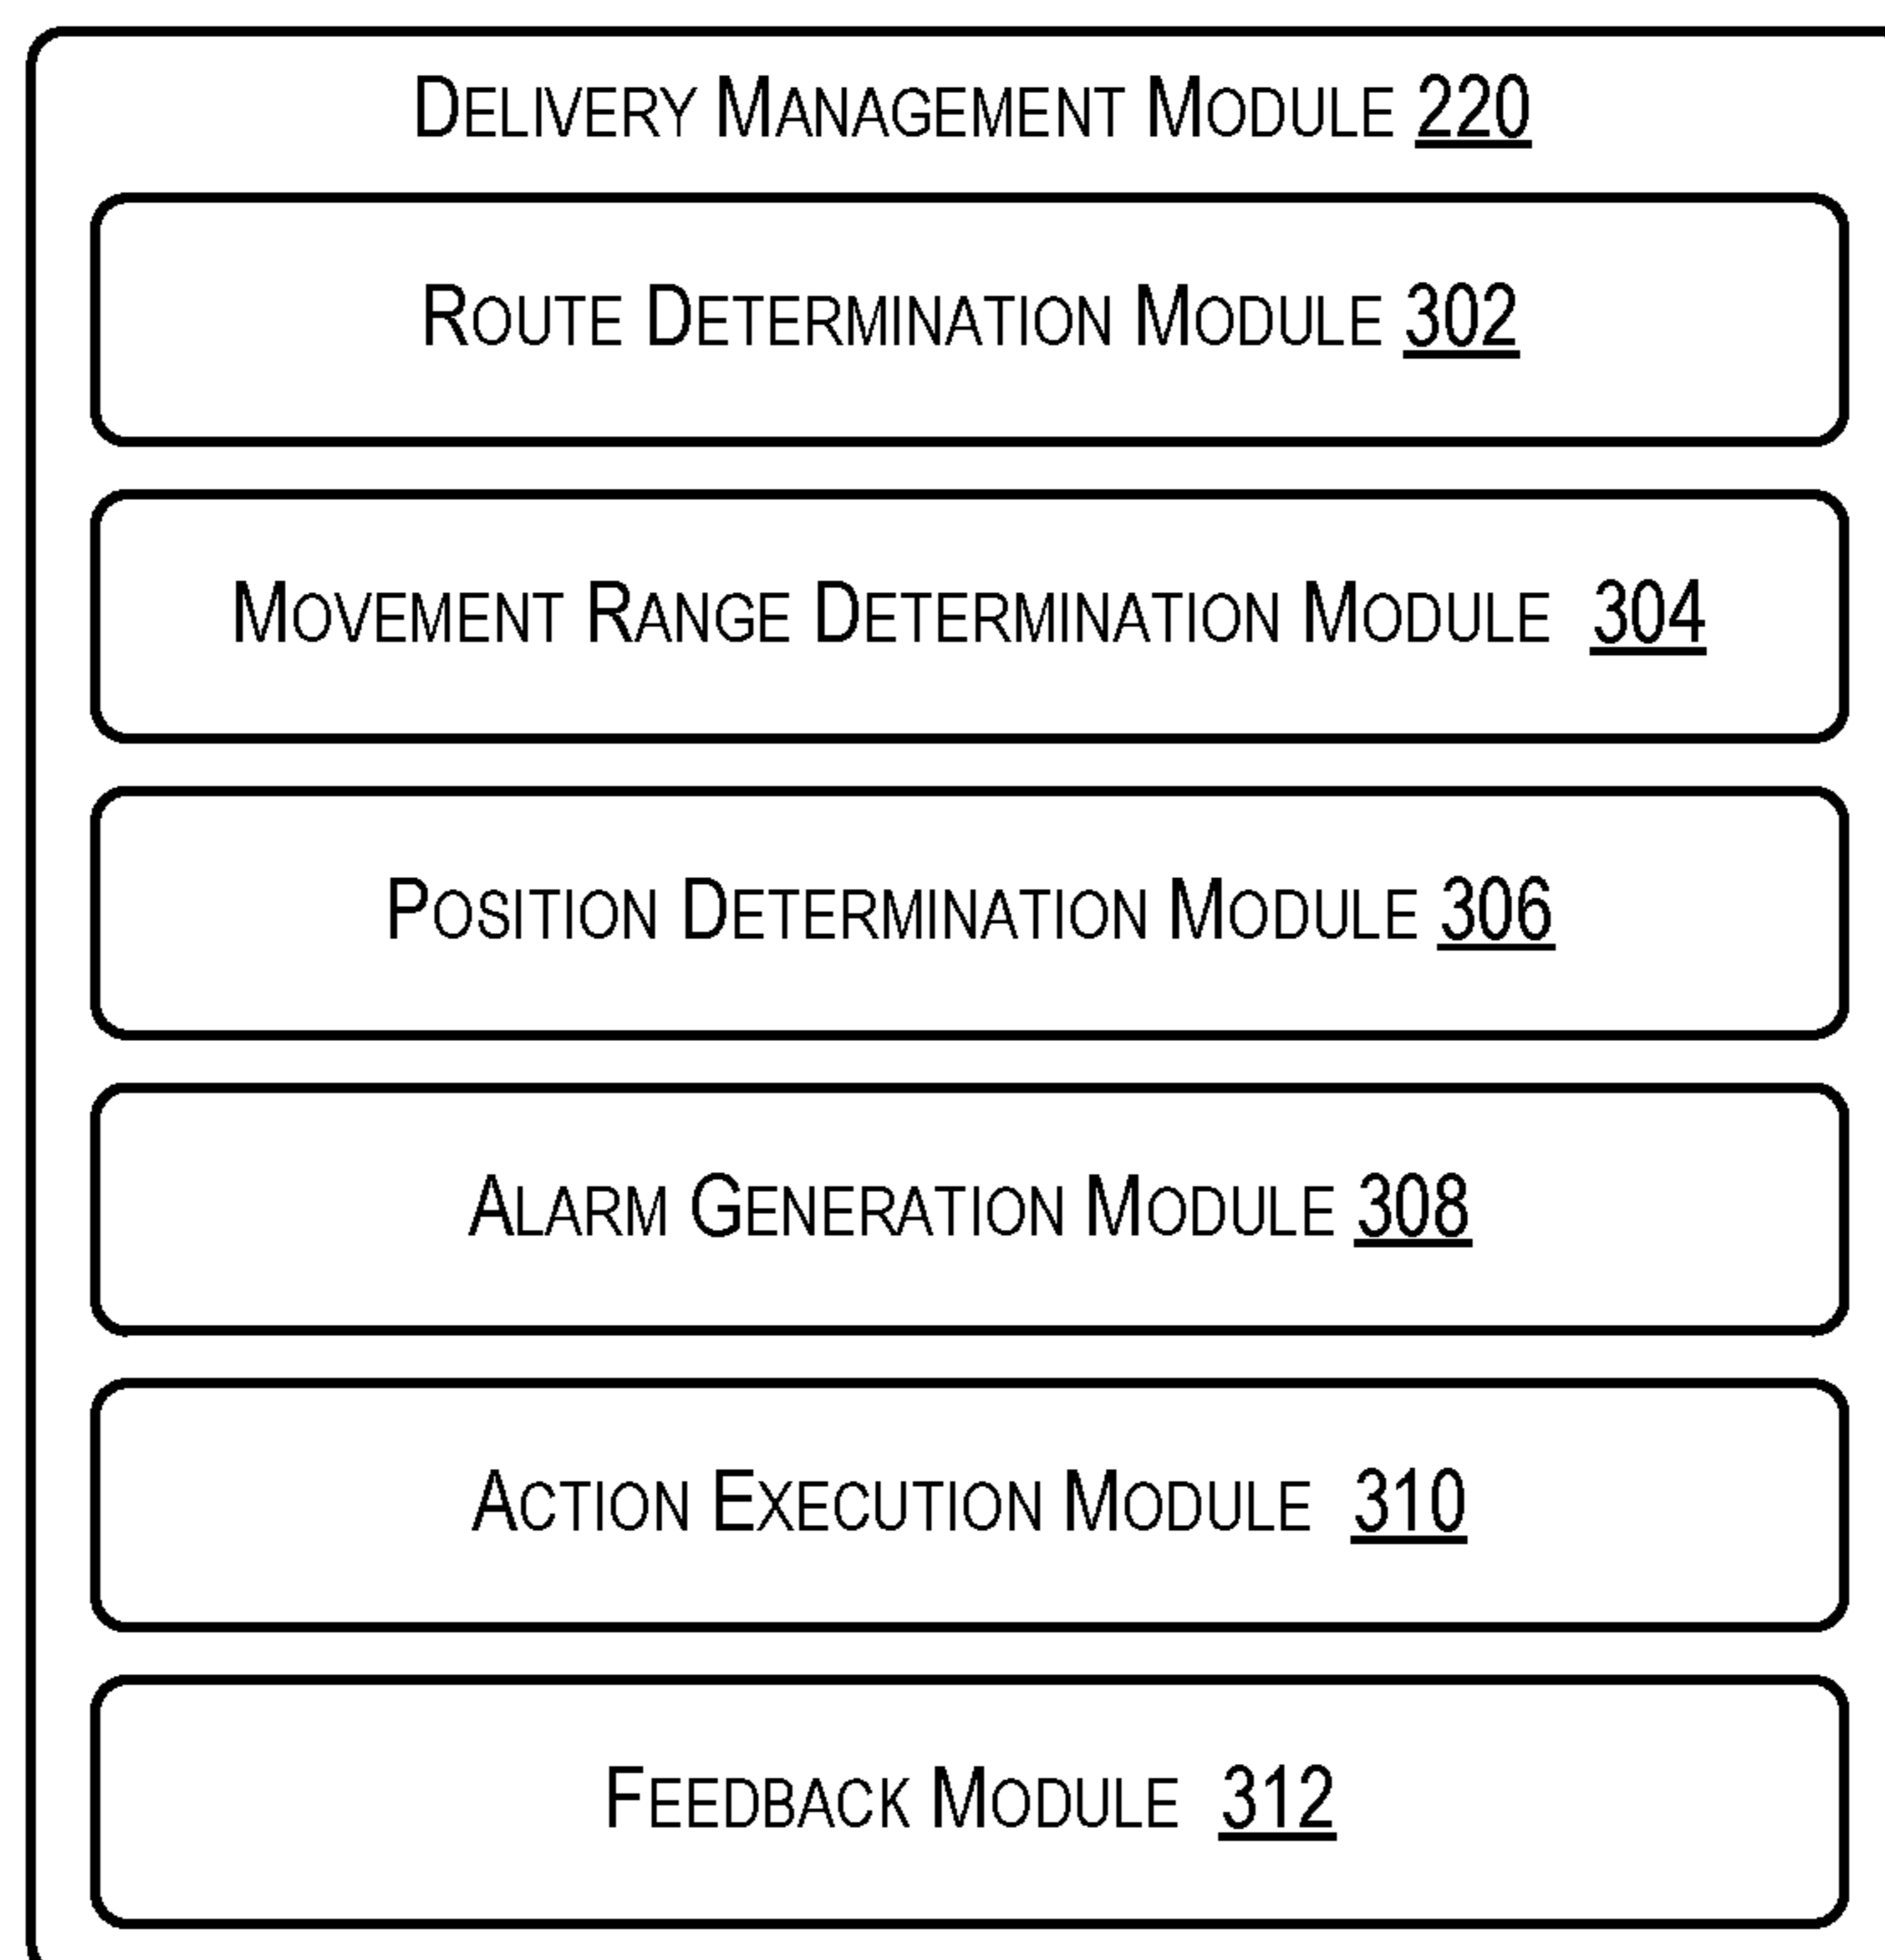 Delivery Management Module 220
Route Determination Module 302
Movement Range Determination Module 304
Position Determination Module 306
Alarm Generation Module 308
Action Execution Module 310
Feedback Module 312